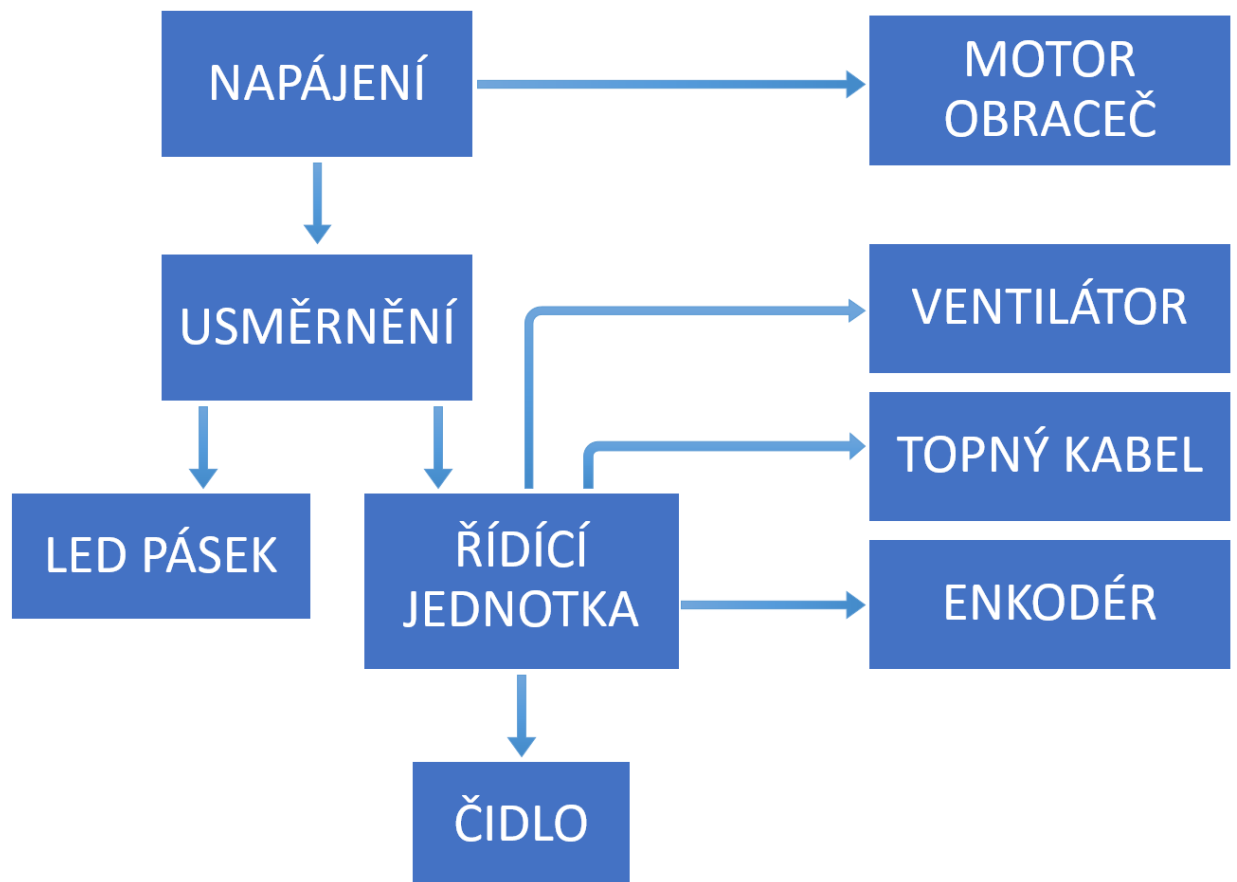 NAPÁJENÍ
MOTOR
OBRACEČ
USMĚRNĚNÍ
VENTILÁTOR
TOPNÝ KABEL
LED PÁSEK
ŘÍDÍCÍ
JEDNOTKA
ENKODÉR
ČIDLO